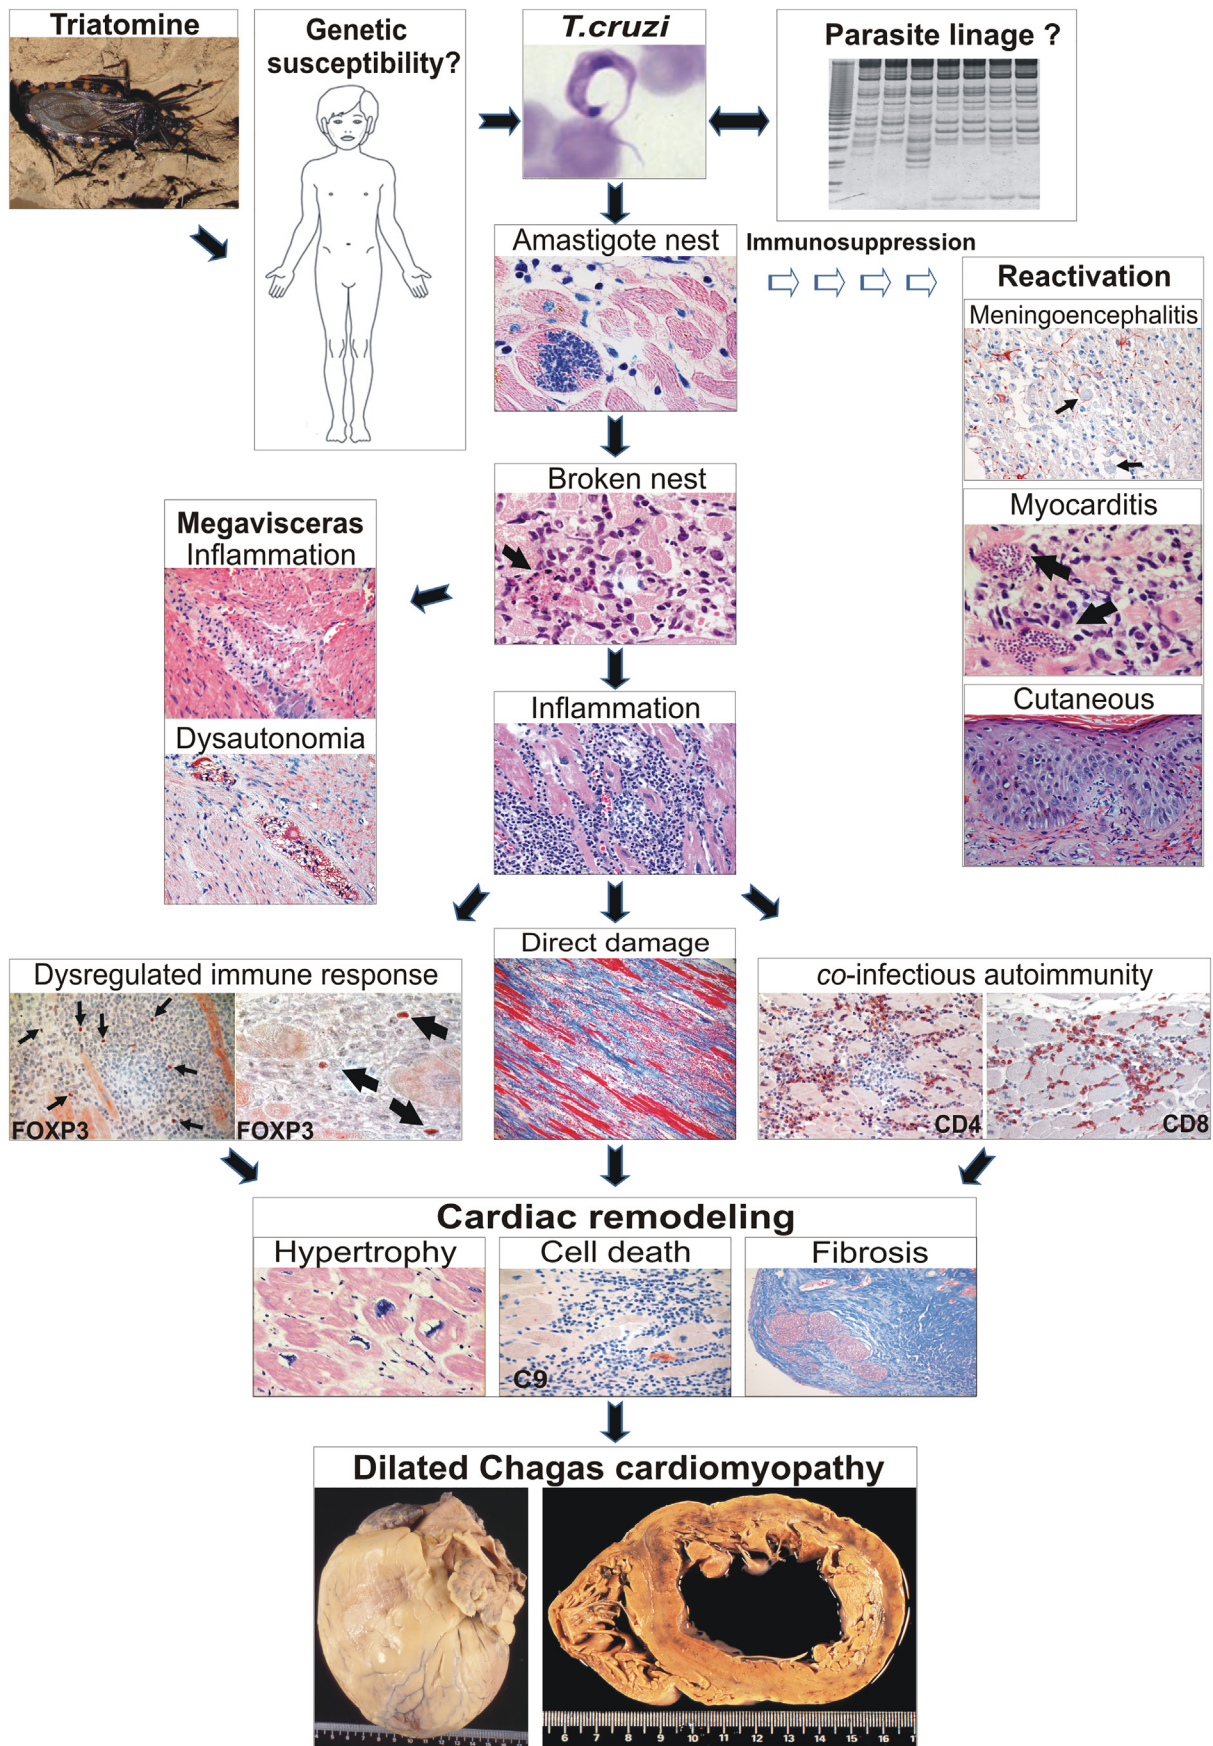 Triatomine
Genetic
susceptibility?
T.cruzi
Parasite linage ?
Amastigote nest
Immunosuppression
Reactivation
Meningoencephalitis
Broken nest
Myocarditis
Megavisceras
Inflammation
Inflammation
Cutaneous
Dysautonomia
Direct damage
Dysregulated immune response
co-infectious autoimmunity
FOXP3
FOXP3
CD4
CD8
Cardiac remodeling
Hypertrophy
Cell death
Fibrosis
C9
Dilated Chagas cardiomyopathy
6 7 8 9 10 11 12 13 14 15 16